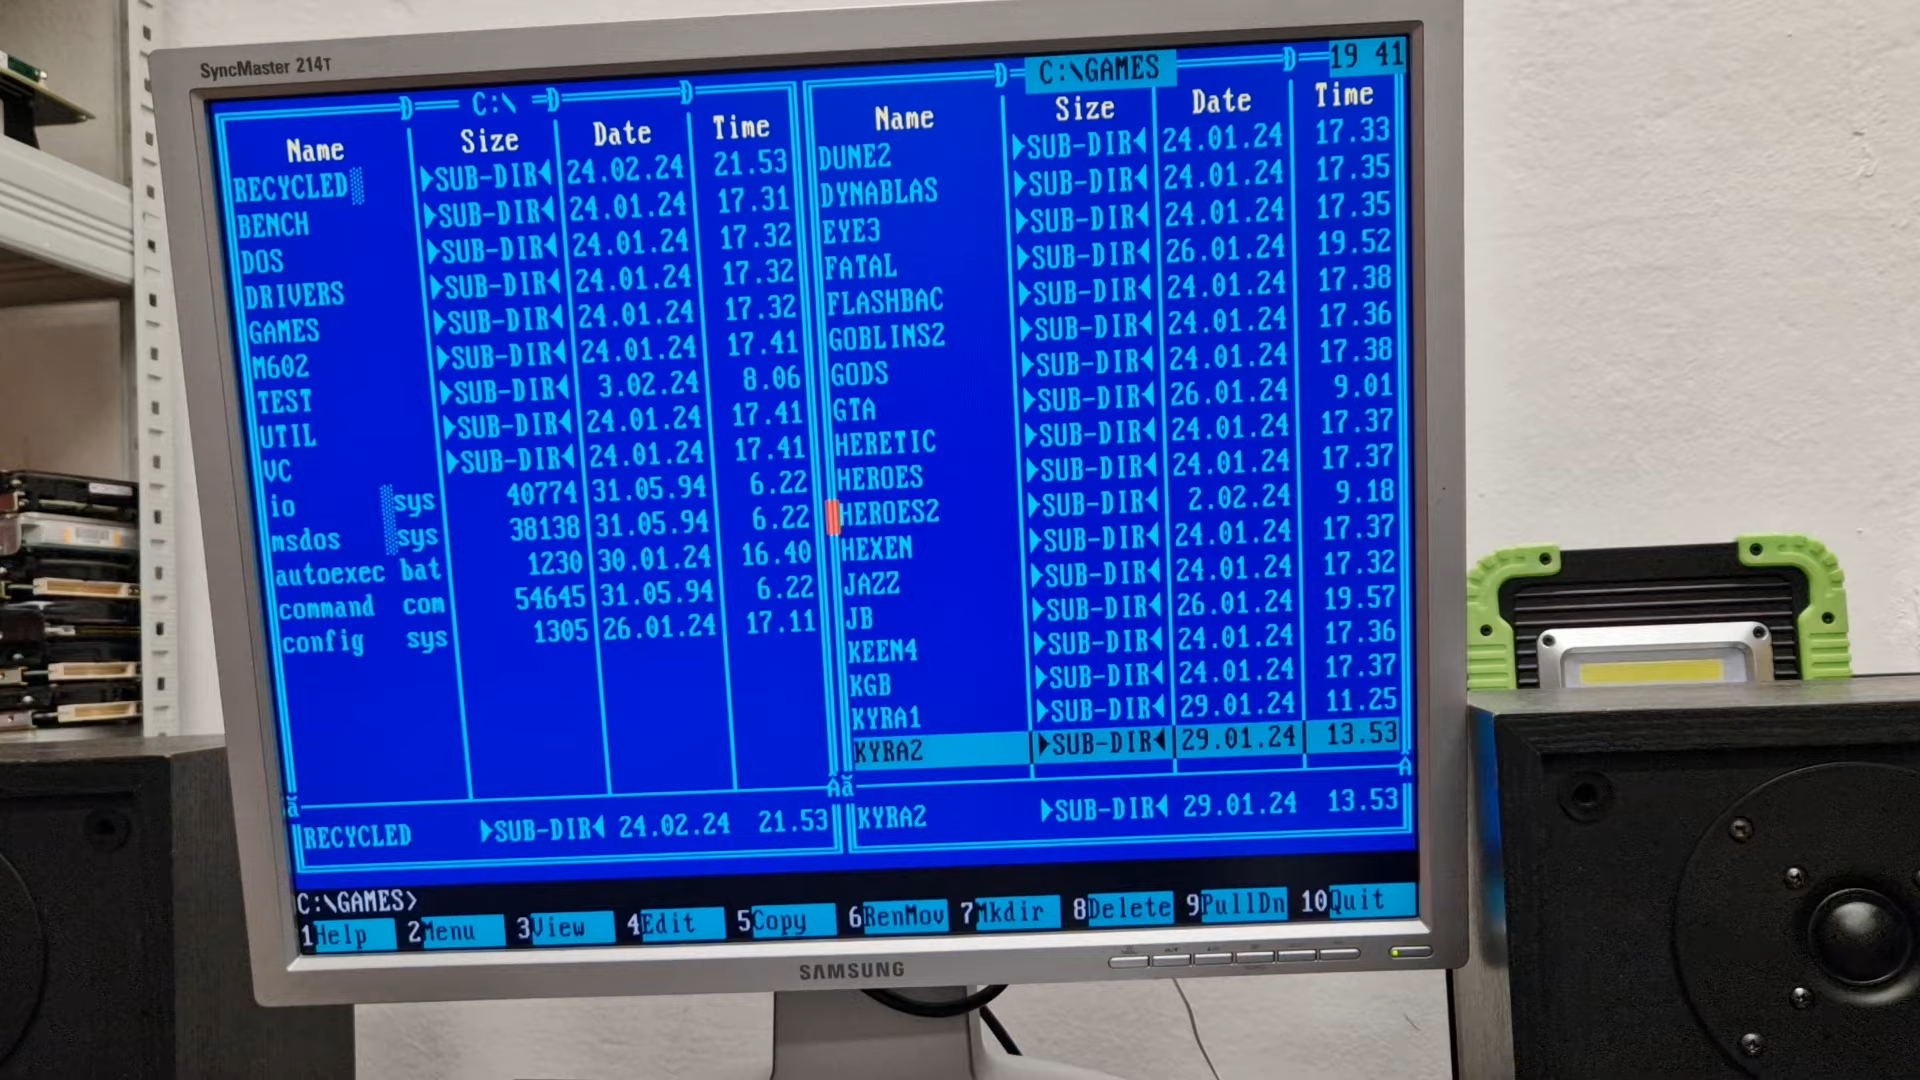 SyncMaster 214T
C:\
Name Size Date Time
RECYCLED ►SUB-DIR◄ 24.02.24 21.53
BENCH ►SUB-DIR◄ 24.01.24 17.31
DOS ►SUB-DIR◄ 24.01.24 17.32
DRIVERS ►SUB-DIR◄ 24.01.24 17.32
GAMES ►SUB-DIR◄ 24.01.24 17.32
M602 ►SUB-DIR◄ 24.01.24 17.41
TEST ►SUB-DIR◄ 3.02.24 8.06
UTIL ►SUB-DIR◄ 24.01.24 17.41
VC ►SUB-DIR◄ 24.01.24 17.41
io sys 40774 31.05.94 6.22
msdos sys 38138 31.05.94 6.22
autoexec bat 1230 30.01.24 16.40
command com 54645 31.05.94 6.22
config sys 1305 26.01.24 17.11
RECYCLED ►SUB-DIR◄ 24.02.24 21.53
C:\GAMES 19 41
Name Size Date Time
DUNE2 ►SUB-DIR◄ 24.01.24 17.33
DYNABLAS ►SUB-DIR◄ 24.01.24 17.35
EYE3 ►SUB-DIR◄ 24.01.24 17.35
FATAL ►SUB-DIR◄ 26.01.24 19.52
FLASHBAC ►SUB-DIR◄ 24.01.24 17.38
GOBLINS2 ►SUB-DIR◄ 24.01.24 17.36
GODS ►SUB-DIR◄ 24.01.24 17.38
GTA ►SUB-DIR◄ 26.01.24 9.01
HERETIC ►SUB-DIR◄ 24.01.24 17.37
HEROES ►SUB-DIR◄ 24.01.24 17.37
HEROES2 ►SUB-DIR◄ 2.02.24 9.18
HEXEN ►SUB-DIR◄ 24.01.24 17.37
JAZZ ►SUB-DIR◄ 24.01.24 17.32
JB ►SUB-DIR◄ 26.01.24 19.57
KEEN4 ►SUB-DIR◄ 24.01.24 17.36
KGB ►SUB-DIR◄ 24.01.24 17.37
KYRA1 ►SUB-DIR◄ 29.01.24 11.25
KYRA2 ►SUB-DIR◄ 29.01.24 13.53
KYRA2 ►SUB-DIR◄ 29.01.24 13.53
C:\GAMES>
1Help 2Menu 3View 4Edit 5Copy 6RenMov 7Mkdir 8Delete 9PullDn 10Quit
SAMSUNG